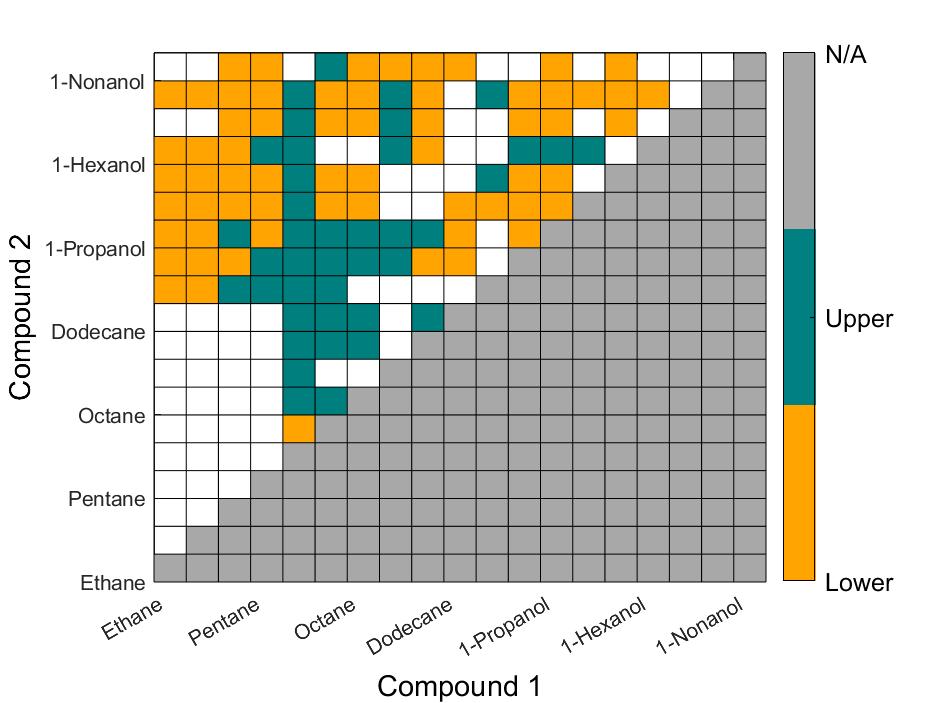 N/A
1-Nonanol
1-Hexanol
1-Propanol
Dodecane
Octane
Pentane
Ethane
Compound 2
Upper
Lower
Ethane
Pentane
Octane
Dodecane
1-Propanol
1-Hexanol
1-Nonanol
Compound 1